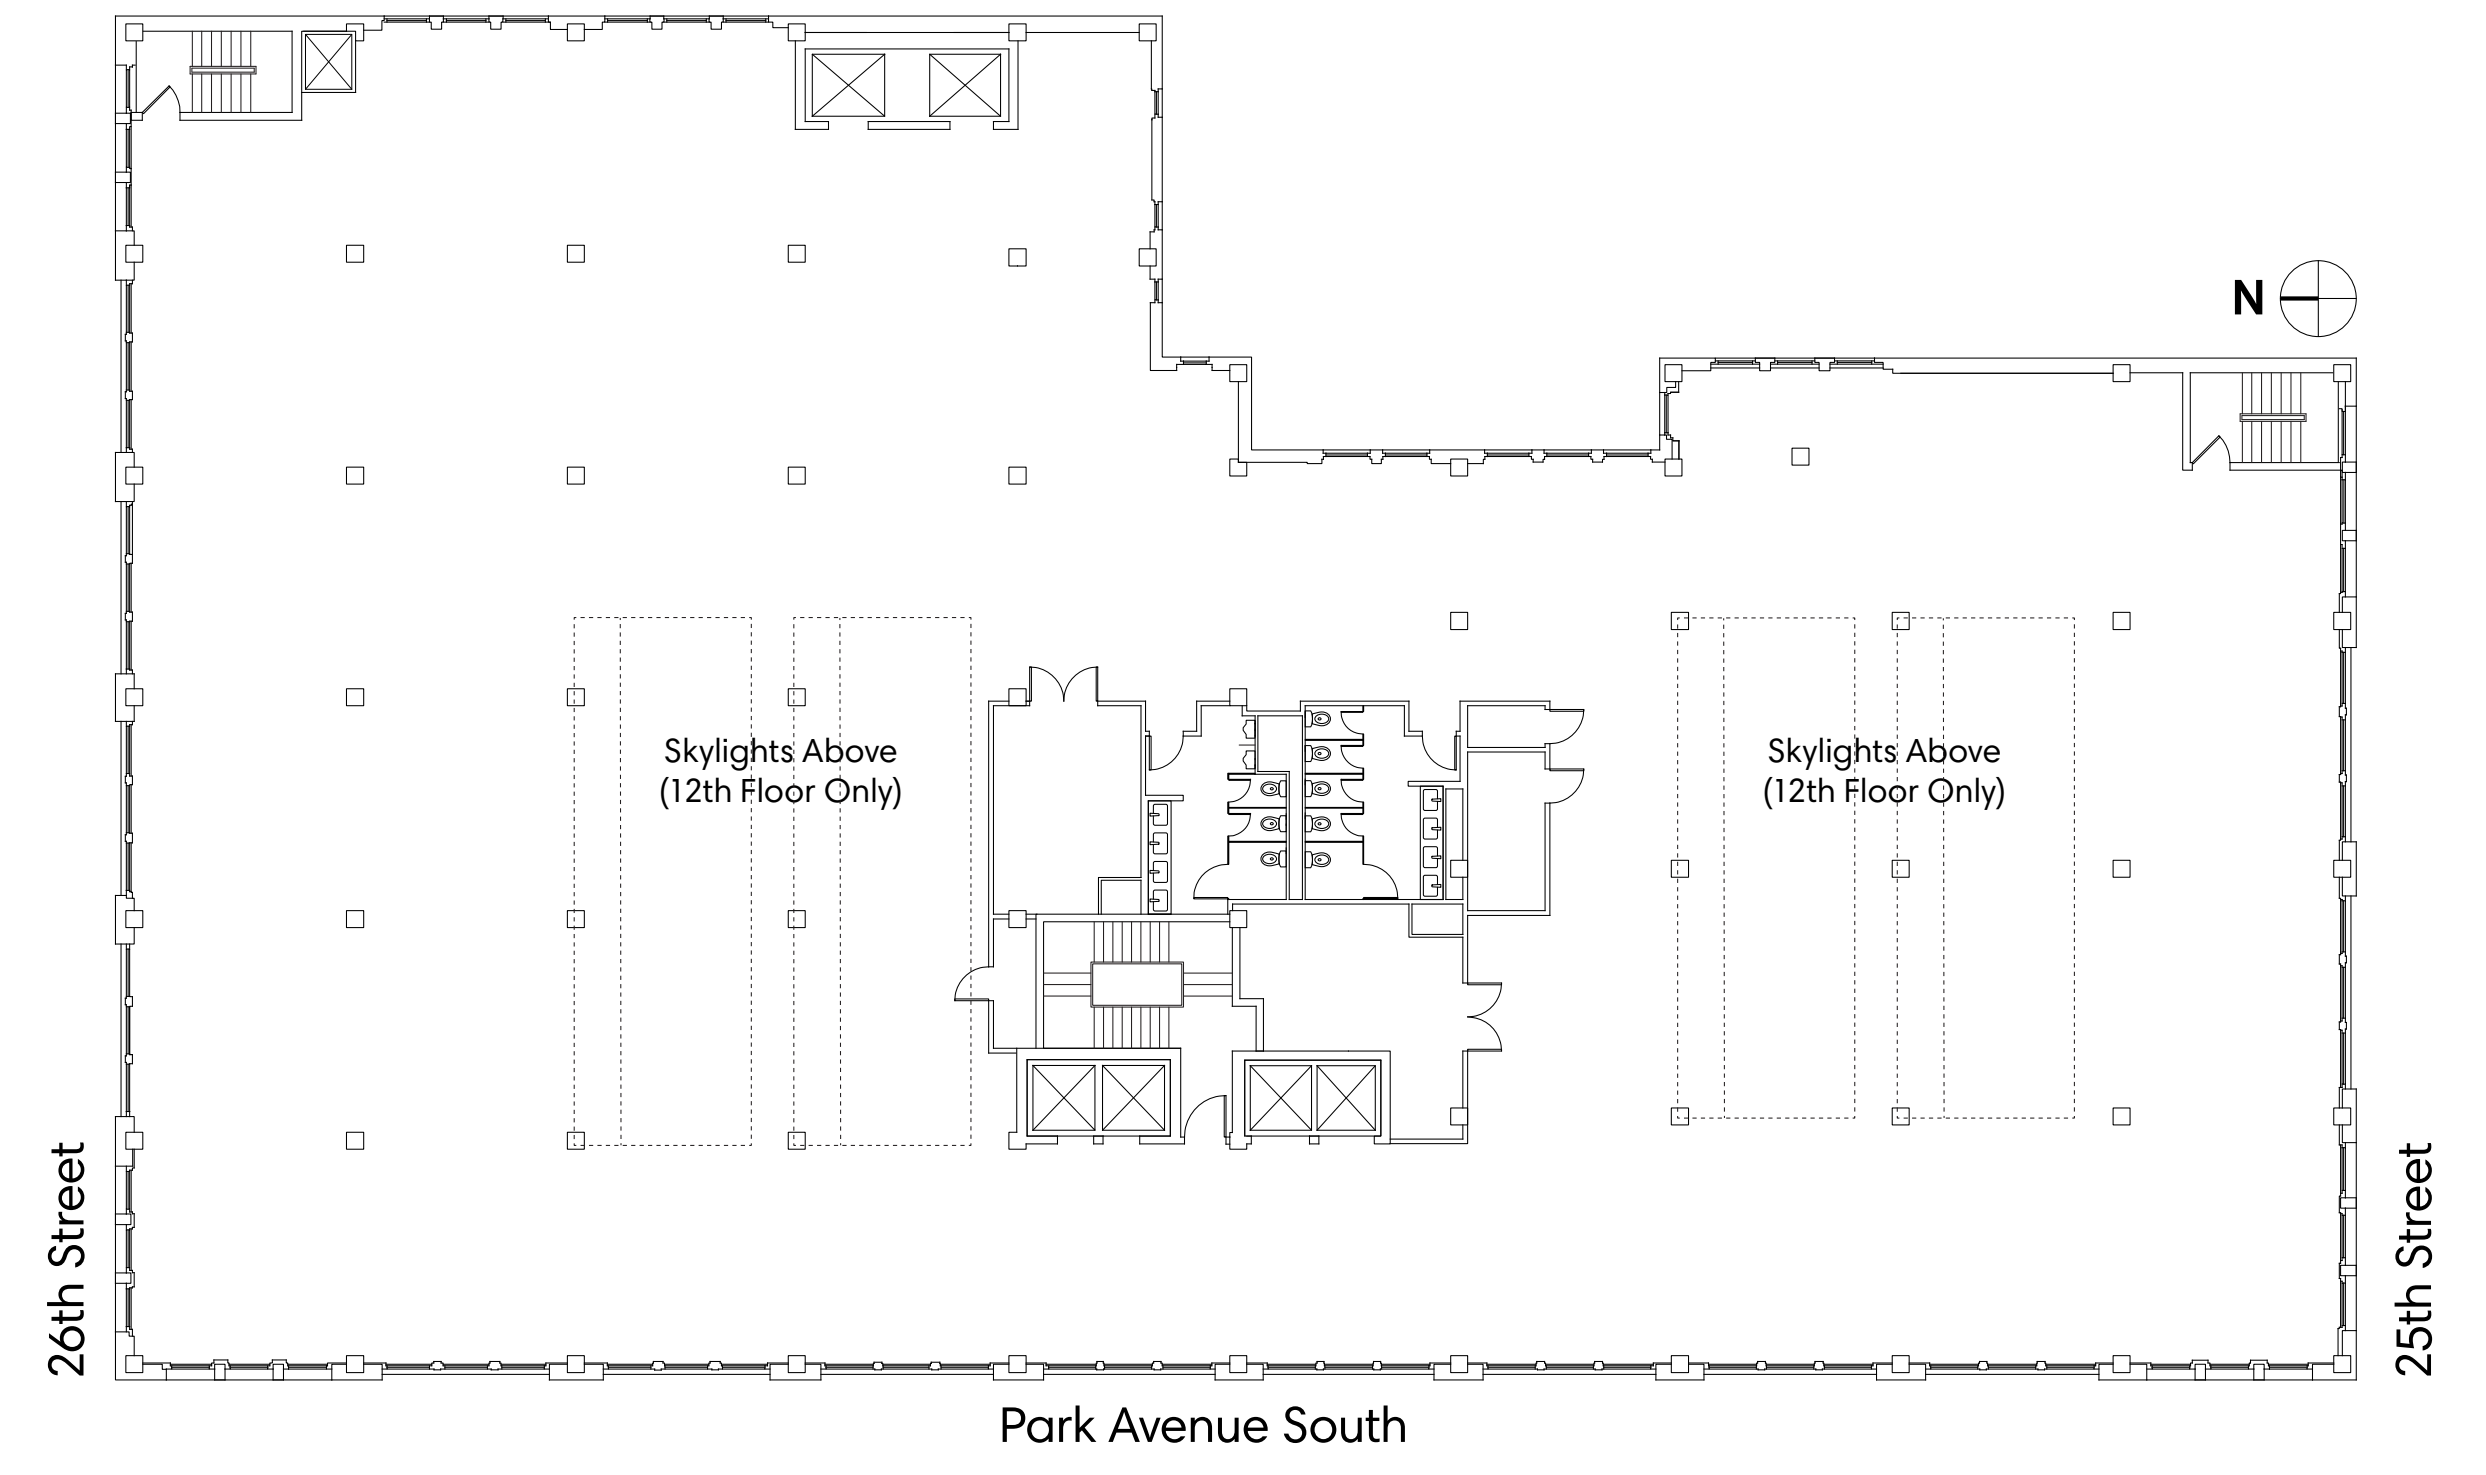 N
Skylights Above
(12th Floor Only)
Skylights Above
(12th Floor Only)
26th Street
25th Street
Park Avenue South